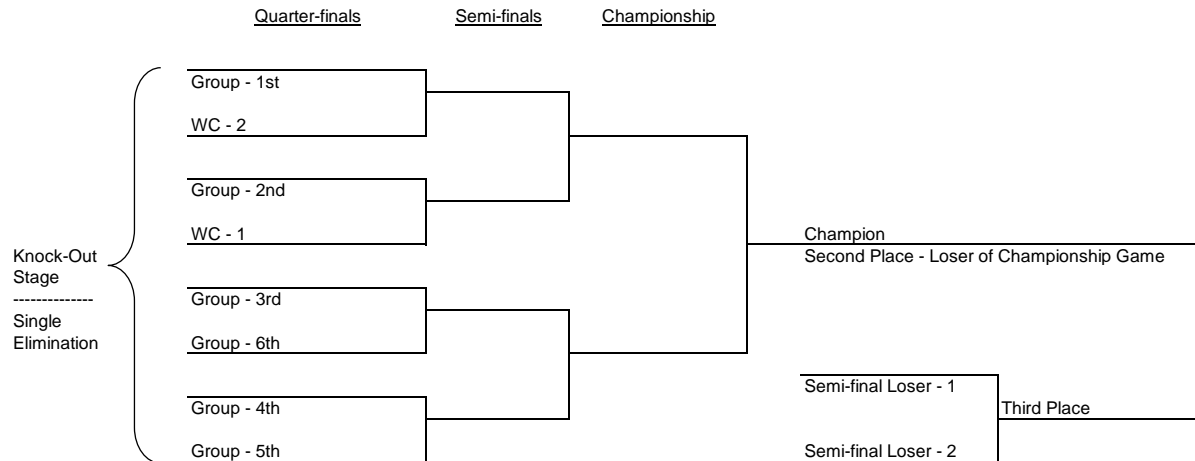 Quarter-finals Semi-finals Championship
Group - 1st
WC - 2
Group - 2nd
WC - 1
Champion
Knock-Out
Stage
--------------
Single
Elimination
Second Place - Loser of Championship Game
Group - 3rd
Group - 6th
Semi-final Loser - 1
Group - 4th
Third Place
Group - 5th
Semi-final Loser - 2